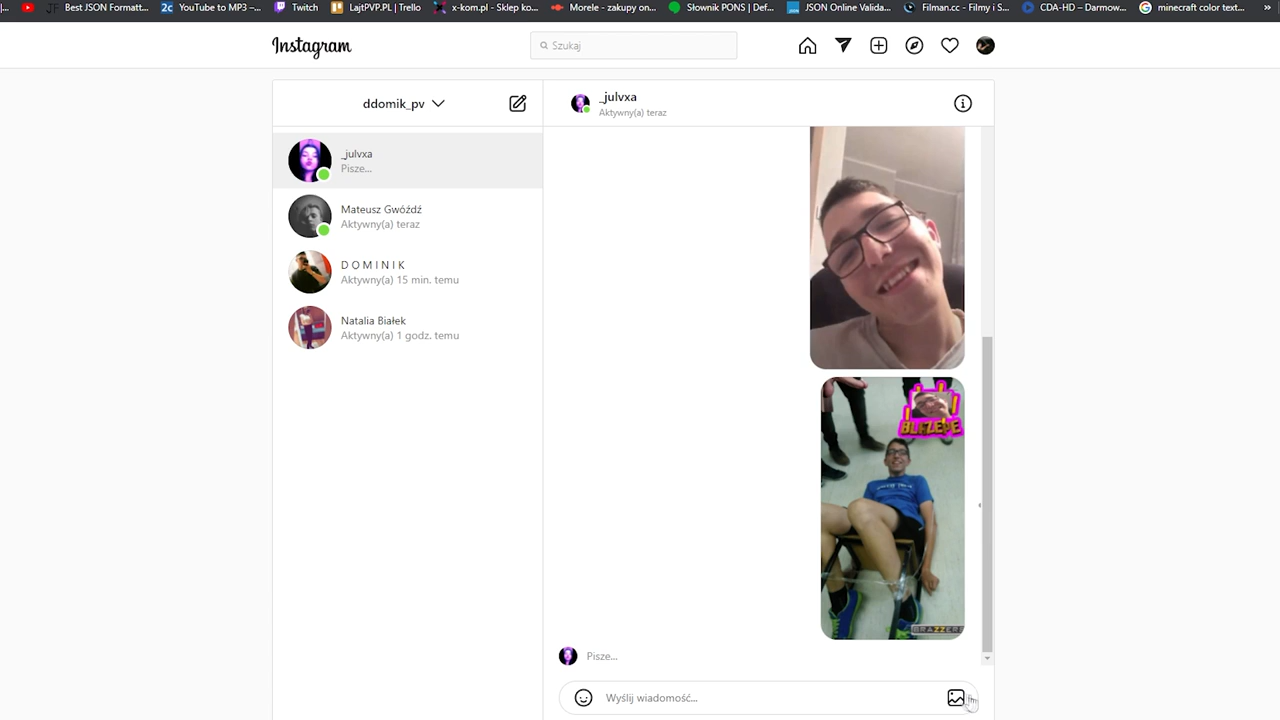 Best JSON Formatt...
YouTube to MP3 –...
Twitch
LajtPVP.PL | Trello
x-kom.pl - Sklep ko...
Morele - zakupy on...
Słownik PONS | Def...
JSON Online Valida...
Filman.cc - Filmy i S...
CDA-HD – Darmow...
minecraft color text...
Instagram
Szukaj
ddomik_pv
_julvxa
Aktywny(a) teraz
_julvxa
Pisze...
Mateusz Gwóźdź
Aktywny(a) teraz
D O M I N I K
Aktywny(a) 15 min. temu
Natalia Białek
Aktywny(a) 1 godz. temu
BRAZZERS
Pisze...
Wyślij wiadomość...